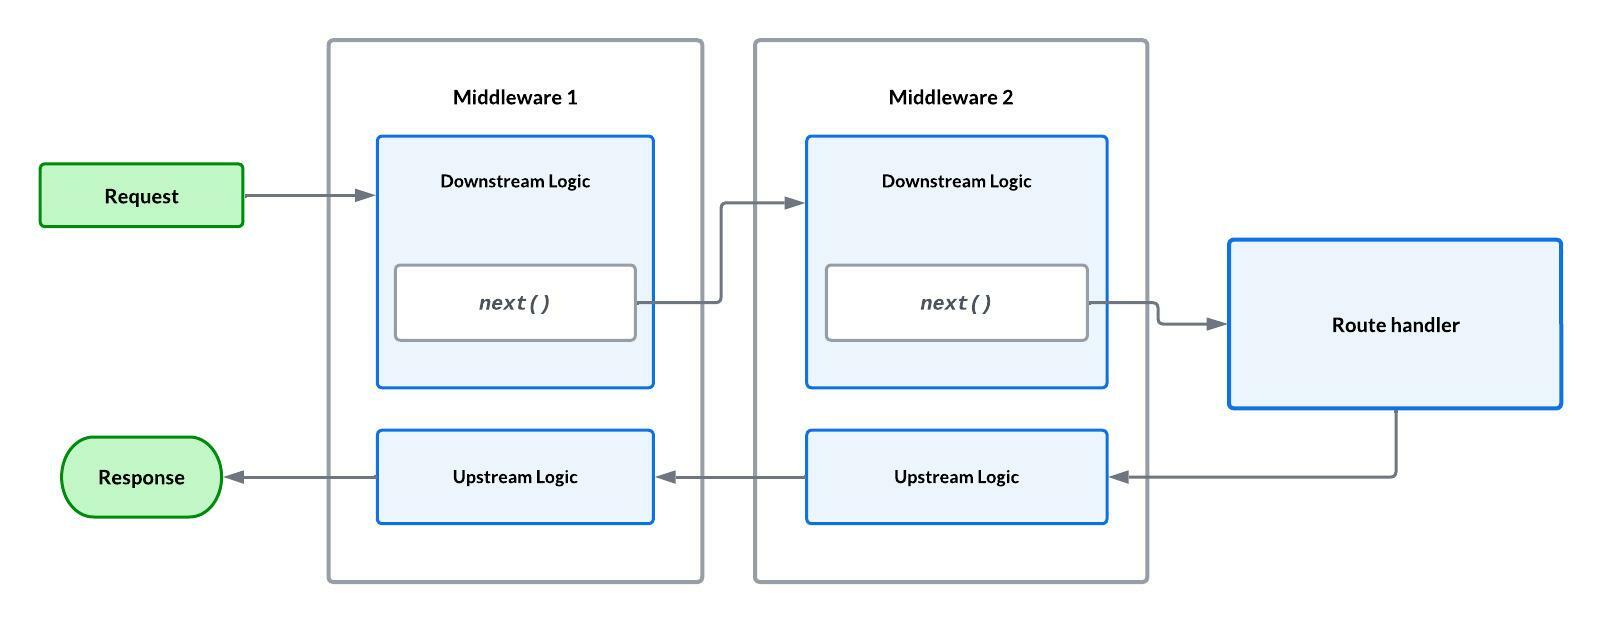 Middleware 1
Middleware 2
Request
Downstream Logic
Downstream Logic
next()
next()
Route handler
Response
Upstream Logic
Upstream Logic